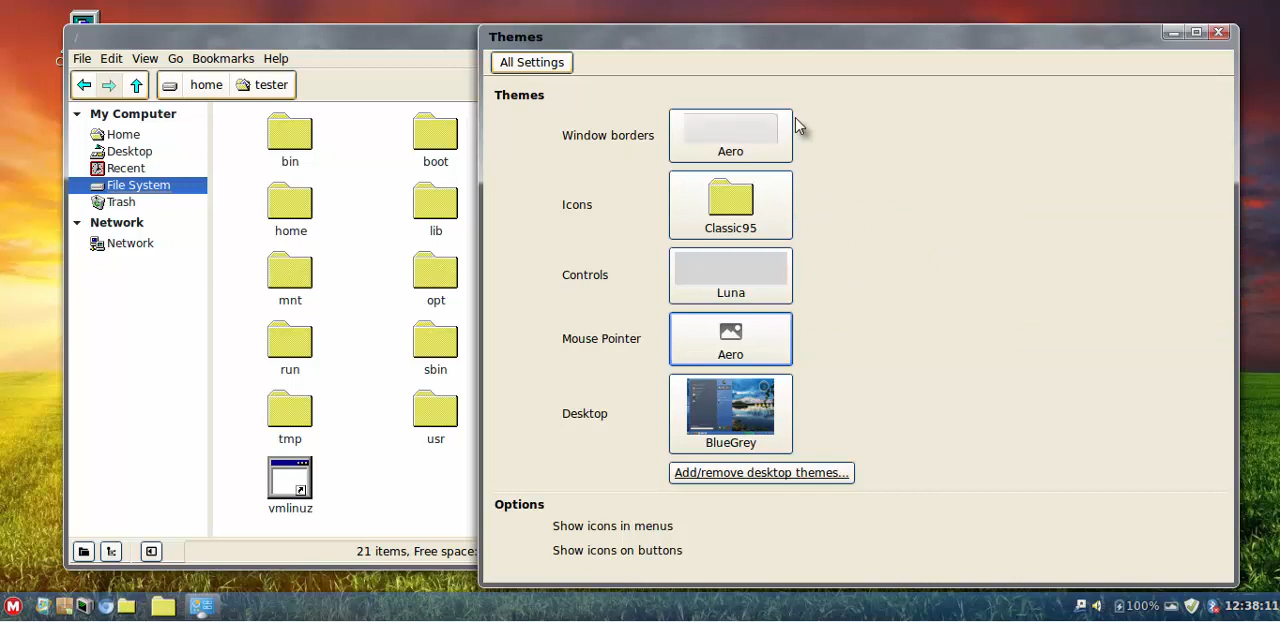 /
File Edit View Go Bookmarks Help
home tester
My Computer
Home
Desktop
Recent
File System
Trash
Network
Network
bin boot
home lib
mnt opt
run sbin
tmp usr
vmlinuz
21 items, Free space:
Themes
All Settings
Themes
Window borders Aero
Icons Classic95
Controls Luna
Mouse Pointer Aero
Desktop BlueGrey
Add/remove desktop themes...
Options
Show icons in menus
Show icons on buttons
M 100% 12:38:11